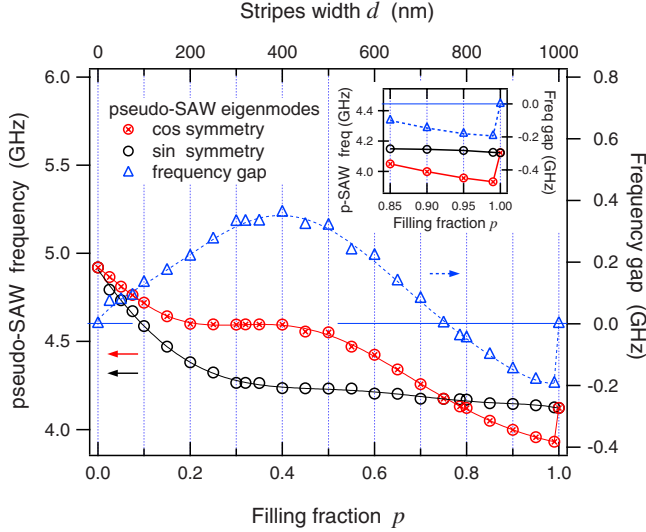 Stripes width d (nm)
0 200 400 600 800 1000
6.0
5.5
5.0
4.5
4.0
0.8
0.6
0.4
0.2
0.0
-0.2
-0.4
pseudo-SAW frequency (GHz)
Frequency gap (GHz)
pseudo-SAW eigenmodes
cos symmetry
sin symmetry
frequency gap
p-SAW freq (GHz)
4.4
4.2
4.0
Freq gap (GHz)
0.0
-0.2
-0.4
0.85 0.90 0.95 1.00
Filling fraction p
0.0 0.2 0.4 0.6 0.8 1.0
Filling fraction p